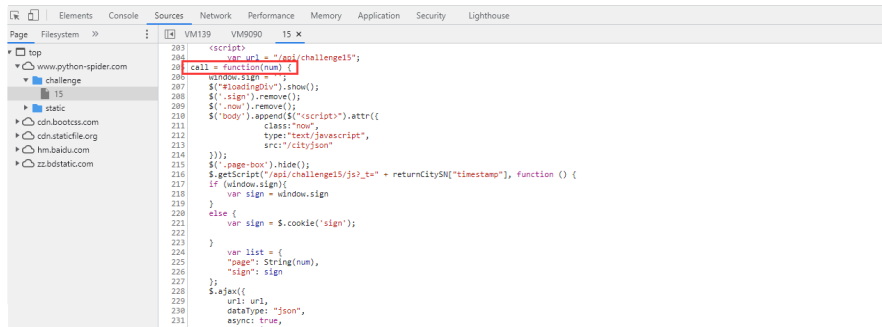 Elements Console Sources Network Performance Memory Application Security Lighthouse
Page Filesystem » VM139 VM9090 15 ×
top
www.python-spider.com
challenge
15
static
cdn.bootcss.com
cdn.staticfile.org
hm.baidu.com
zz.bdstatic.com
203 <script>
204 var url = "/api/challenge15";
205 call = function(num) {
206 window.sign = '';
207 $("#loadingDiv").show();
208 $('.sign').remove();
209 $('.now').remove();
210 $('body').append($("<script>").attr({
211 class:"now",
212 type:"text/javascript",
213 src:"/cityjson"
214 }));
215 $('.page-box').hide();
216 $.getScript("/api/challenge15/js?_t=" + returnCitySN["timestamp"], function () {
217 if (window.sign){
218 var sign = window.sign
219 }
220 else {
221 var sign = $.cookie('sign');
222
223 }
224 var list = {
225 "page": String(num),
226 "sign": sign
227 };
228 $.ajax({
229 url: url,
230 dataType: "json",
231 async: true,